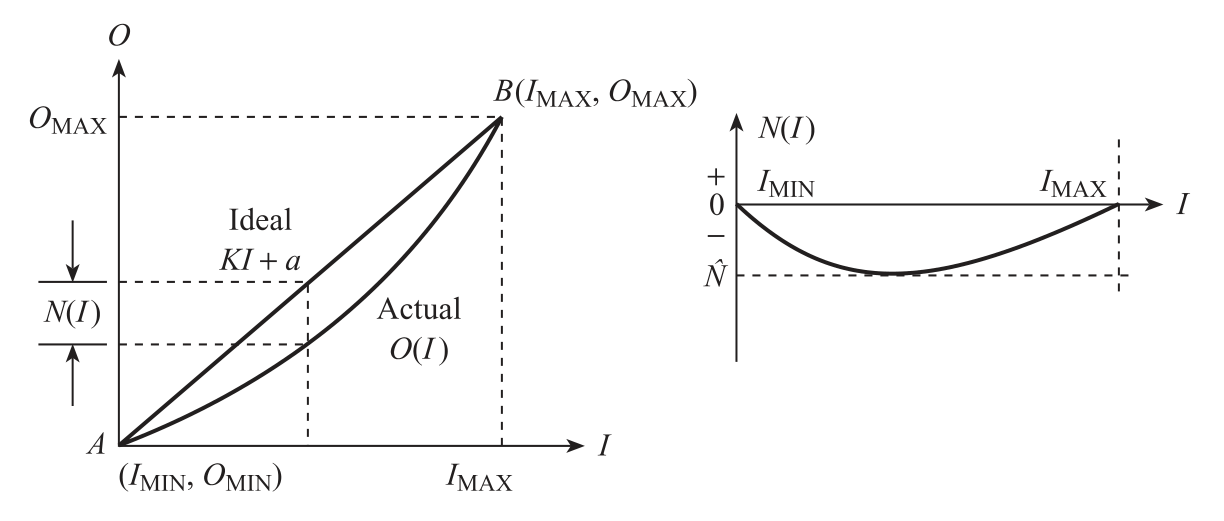 O
B(I_MAX, O_MAX)
O_MAX
Ideal
KI + a
N(I)
Actual
O(I)
A
I
(I_MIN, O_MIN)
I_MAX
N(I)
+
I_MIN
I_MAX
0
I
−
N̂